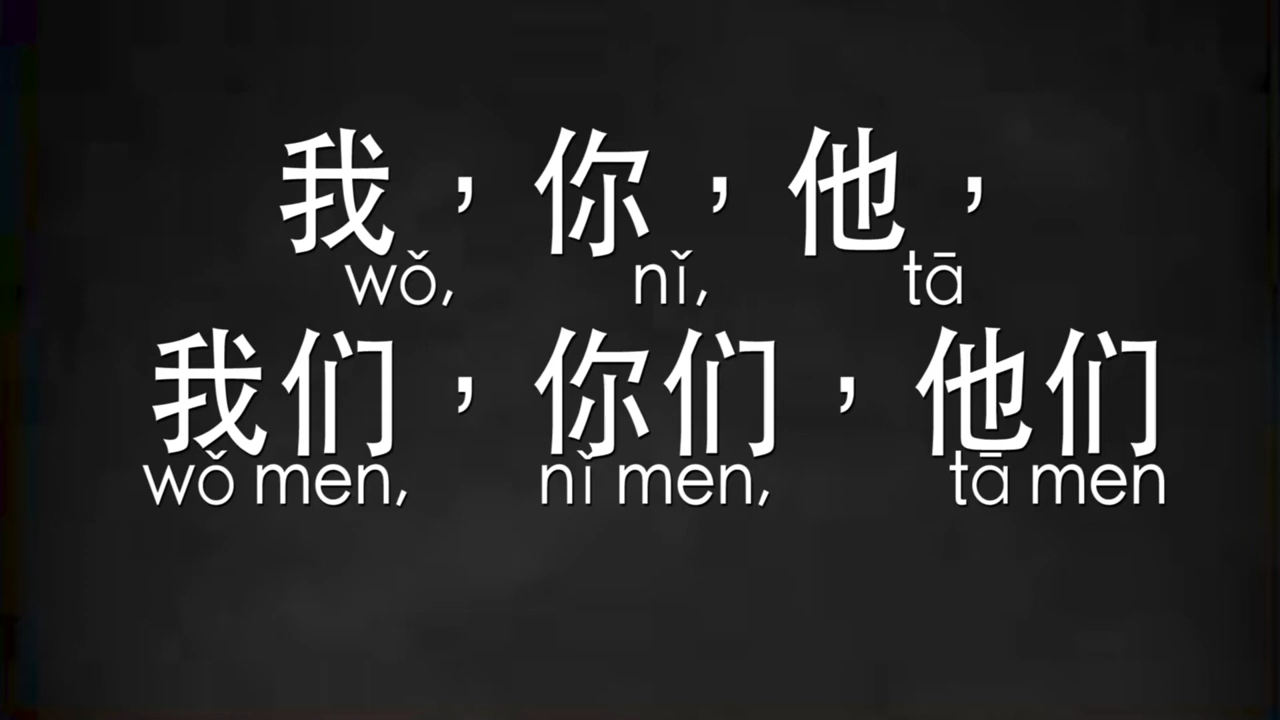 我，你，他，
wǒ, nǐ, tā
我们，你们，他们
wǒ men, nǐ men, tā men